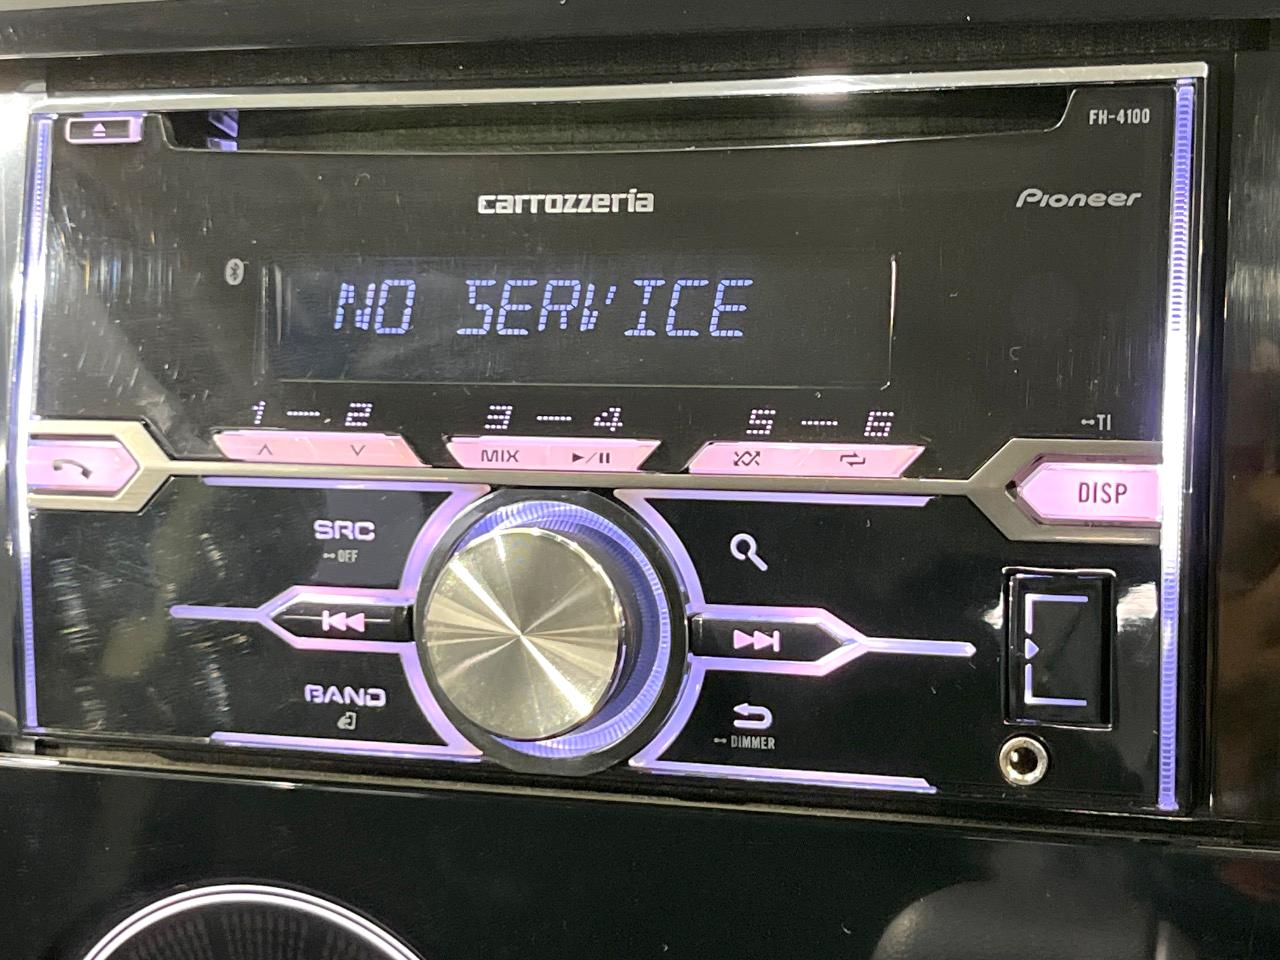 FH-4100
carrozzeria
Pioneer
NO SERVICE
1 — 2 3 — 4 5 — 6
TI
MIX
DISP
SRC
OFF
BAND
DIMMER